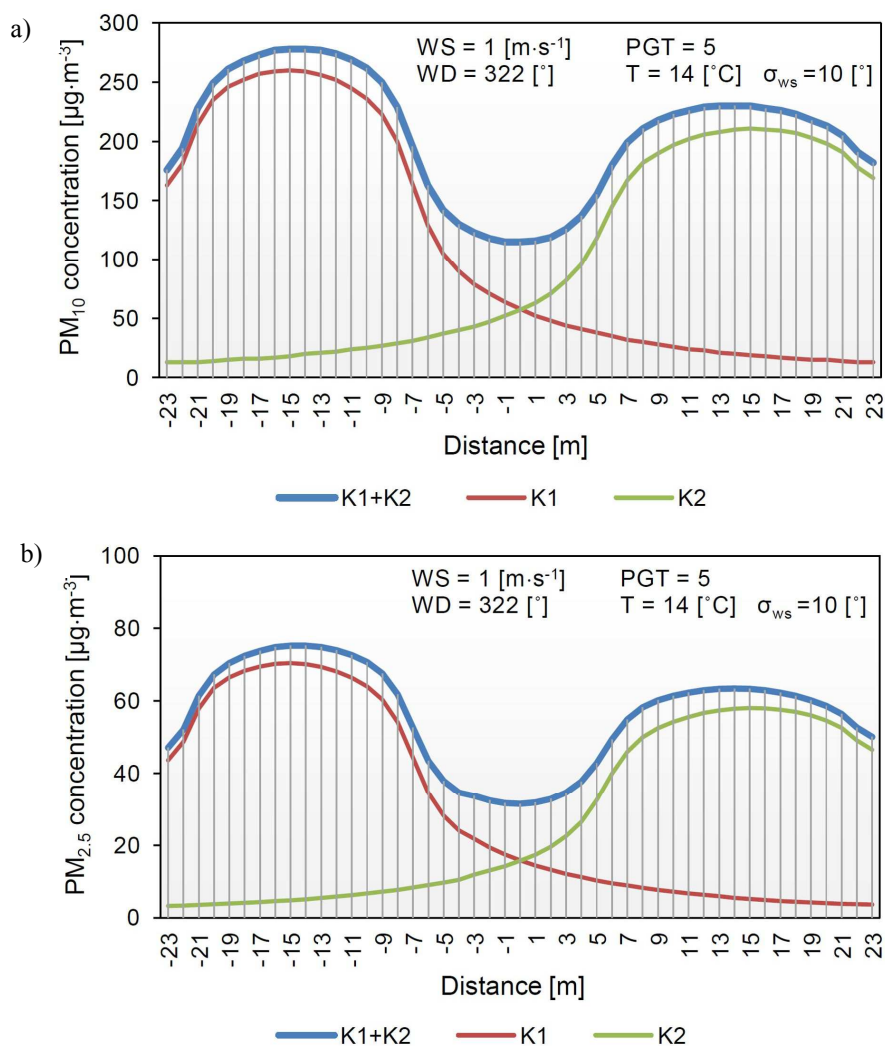 a)
PM₁₀ concentration [µg·m⁻³]
300
250
200
150
100
50
0
WS = 1 [m·s⁻¹] PGT = 5
WD = 322 [˚] T = 14 [˚C] σws =10 [˚]
-23 -21 -19 -17 -15 -13 -11 -9 -7 -5 -3 -1 1 3 5 7 9 11 13 15 17 19 21 23
Distance [m]
K1+K2 K1 K2
b)
PM₂.₅ concentration [µg·m⁻³]
100
80
60
40
20
0
WS = 1 [m·s⁻¹] PGT = 5
WD = 322 [˚] T = 14 [˚C] σws =10 [˚]
-23 -21 -19 -17 -15 -13 -11 -9 -7 -5 -3 -1 1 3 5 7 9 11 13 15 17 19 21 23
Distance [m]
K1+K2 K1 K2